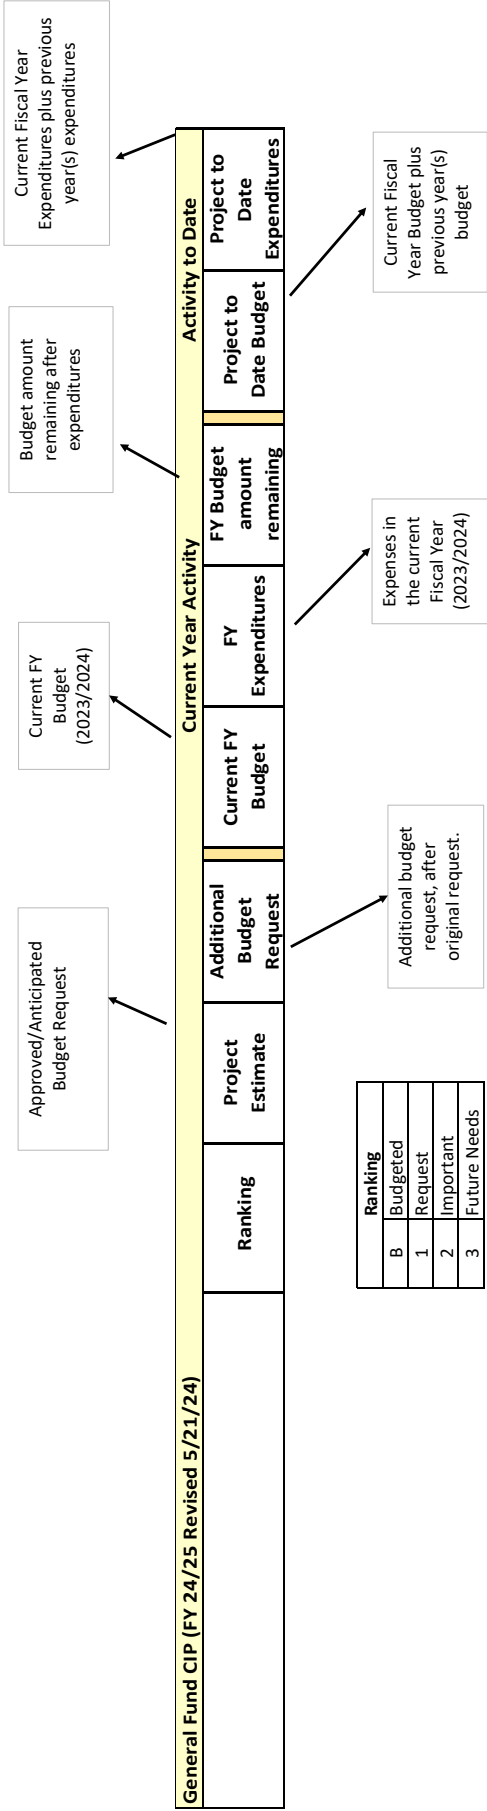 Approved/Anticipated
Budget Request
Current FY
Budget
(2023/2024)
Budget amount
remaining after
expenditures
Current Fiscal Year
Expenditures plus previous
year(s) expenditures
General Fund CIP (FY 24/25 Revised 5/21/24)
Current Year Activity
Activity to Date
Ranking
Project
Estimate
Additional
Budget
Request
Current FY
Budget
FY
Expenditures
FY Budget
amount
remaining
Project to
Date Budget
Project to
Date
Expenditures
Ranking
B Budgeted
1 Request
2 Important
3 Future Needs
Additional budget
request, after
original request.
Expenses in
the current
Fiscal Year
(2023/2024)
Current Fiscal
Year Budget plus
previous year(s)
budget